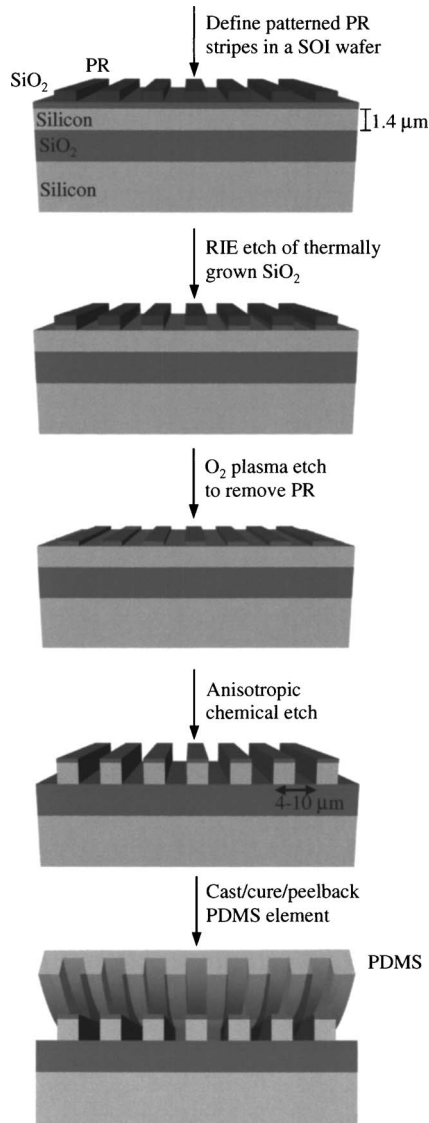 Define patterned PR
stripes in a SOI wafer
PR
SiO₂
Silicon
1.4 μm
SiO₂
Silicon
RIE etch of thermally
grown SiO₂
O₂ plasma etch
to remove PR
Anisotropic
chemical etch
4-10 μm
Cast/cure/peelback
PDMS element
PDMS